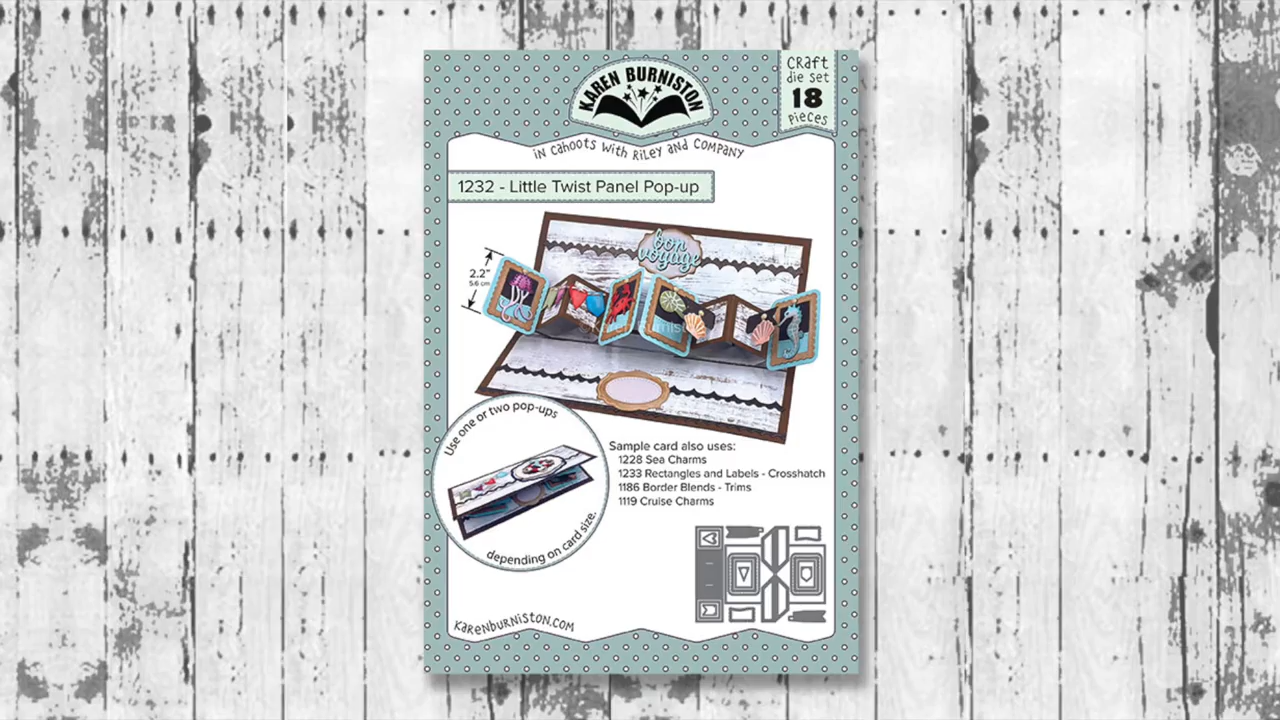 KAREN BURNISTON
CRAFT
die set
18
PIECES
IN CAHOOTS WITH RILEY AND COMPANY
1232 - Little Twist Panel Pop-up
bon
voyage
2.2"
5.6 cm
Use one or two pop-ups
depending on card size.
Sample card also uses:
1228 Sea Charms
1233 Rectangles and Labels - Crosshatch
1186 Border Blends - Trims
1119 Cruise Charms
KARENBURNISTON.COM